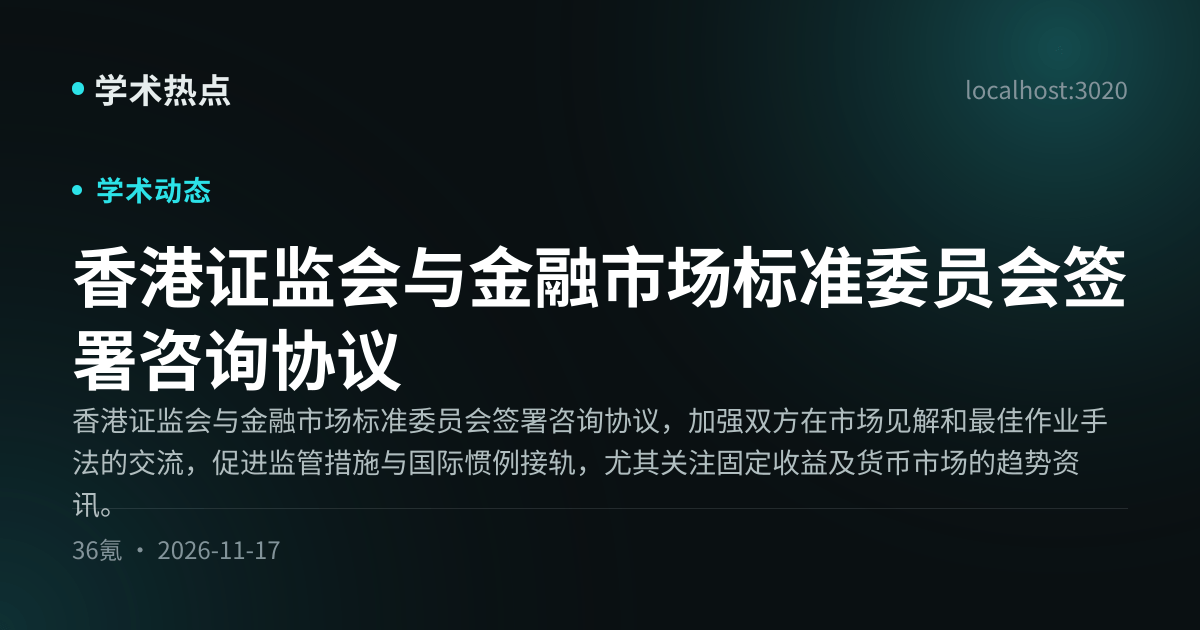 学术热点
localhost:3020
学术动态
香港证监会与金融市场标准委员会签
署咨询协议
香港证监会与金融市场标准委员会签署咨询协议，加强双方在市场见解和最佳作业手
法的交流，促进监管措施与国际惯例接轨，尤其关注固定收益及货币市场的趋势资
讯。
36氪 · 2026-11-17